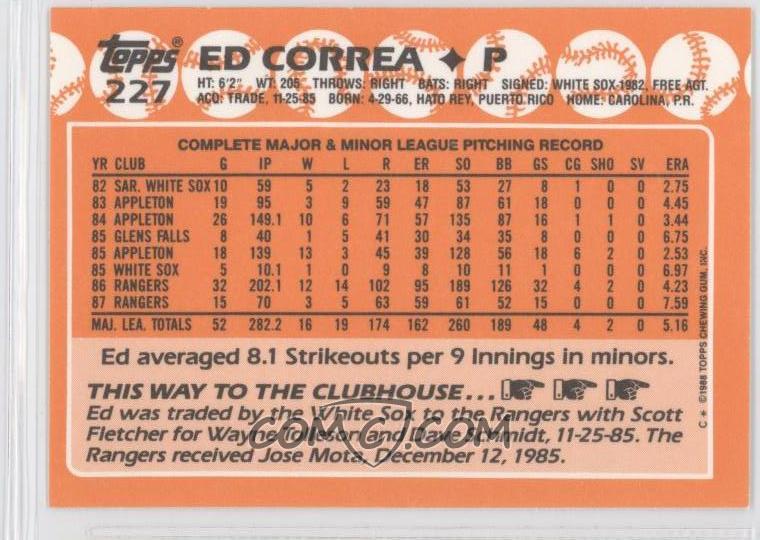 Topps® ED CORREA ✦ P
227 HT: 6'2" WT: 205 THROWS: RIGHT BATS: RIGHT SIGNED: WHITE SOX-1982, FREE AGT.
ACQ: TRADE, 11-25-85 BORN: 4-29-66, HATO REY, PUERTO RICO HOME: CAROLINA, P.R.
COMPLETE MAJOR & MINOR LEAGUE PITCHING RECORD
YR CLUB G IP W L R ER SO BB GS CG SHO SV ERA
82 SAR. WHITE SOX 10 59 5 2 23 18 53 27 8 1 0 0 2.75
83 APPLETON 19 95 3 9 59 47 87 61 18 0 0 0 4.45
84 APPLETON 26 149.1 10 6 71 57 135 87 16 1 1 0 3.44
85 GLENS FALLS 8 40 1 5 41 30 34 35 8 0 0 0 6.75
85 APPLETON 18 139 13 3 45 39 128 56 18 6 2 0 2.53
85 WHITE SOX 5 10.1 1 0 9 8 10 11 1 0 0 0 6.97
86 RANGERS 32 202.1 12 14 102 95 189 126 32 4 2 0 4.23
87 RANGERS 15 70 3 5 63 59 61 52 15 0 0 0 7.59
MAJ. LEA. TOTALS 52 282.2 16 19 174 162 260 189 48 4 2 0 5.16
Ed averaged 8.1 Strikeouts per 9 Innings in minors.
THIS WAY TO THE CLUBHOUSE...
Ed was traded by the White Sox to the Rangers with Scott
Fletcher for Wayne Tolleson and Dave Schmidt, 11-25-85. The
Rangers received Jose Mota, December 12, 1985.
C * ©1988 TOPPS CHEWING GUM, INC.
COMC.COM